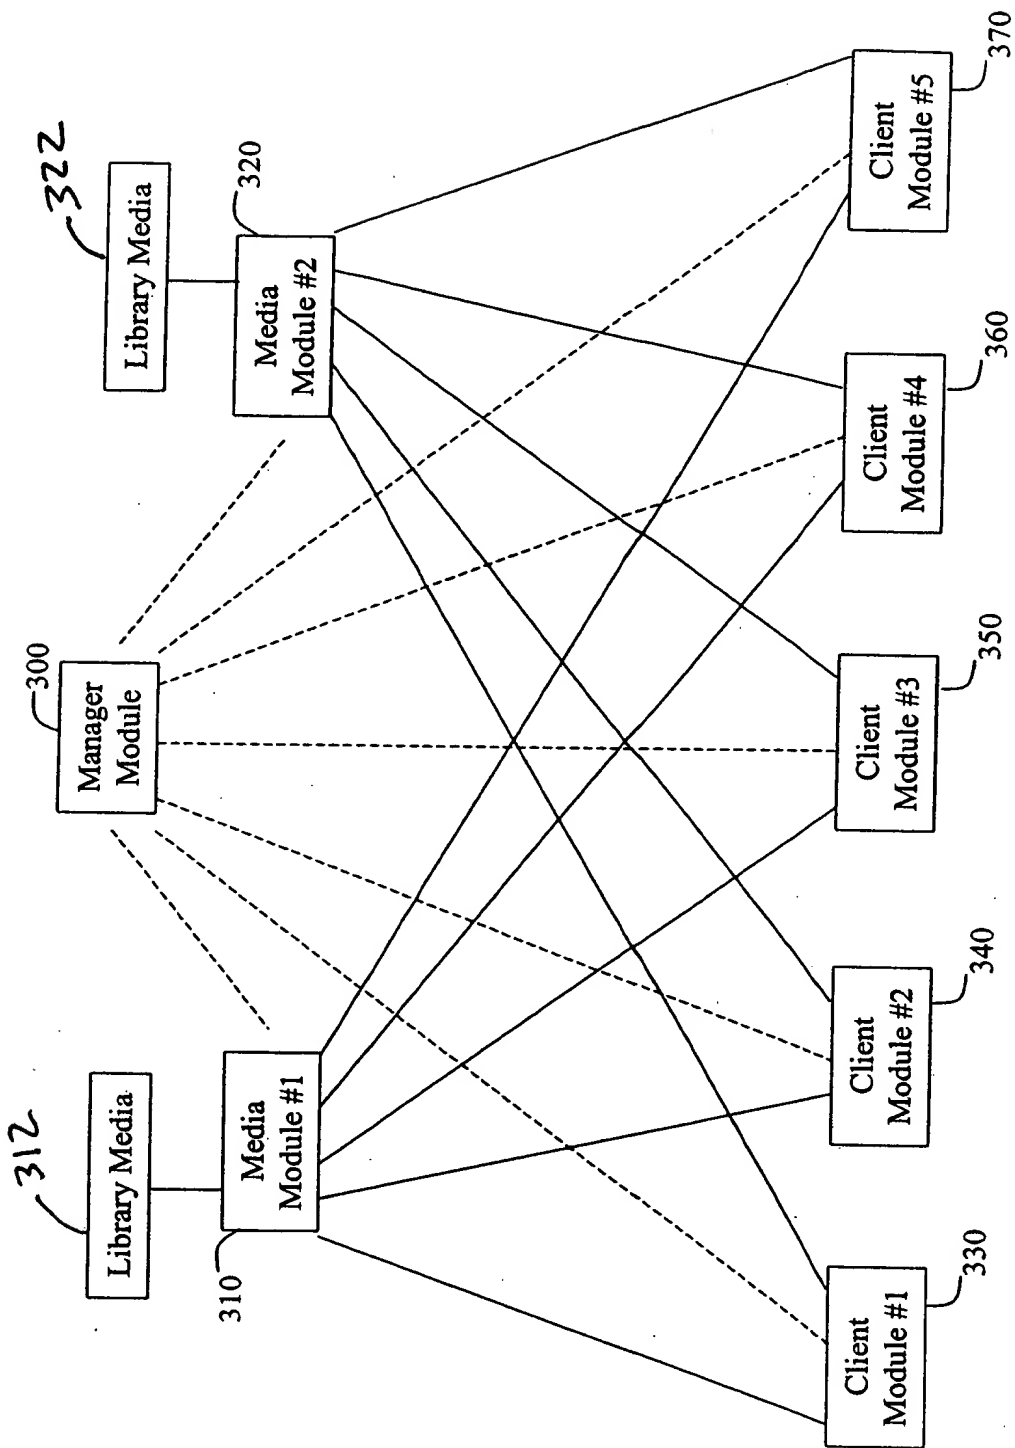 312
322
Library Media
Library Media
300
Manager
Module
310
Media
Module #1
320
Media
Module #2
Client
Module #1
330
Client
Module #2
340
Client
Module #3
350
Client
Module #4
360
Client
Module #5
370